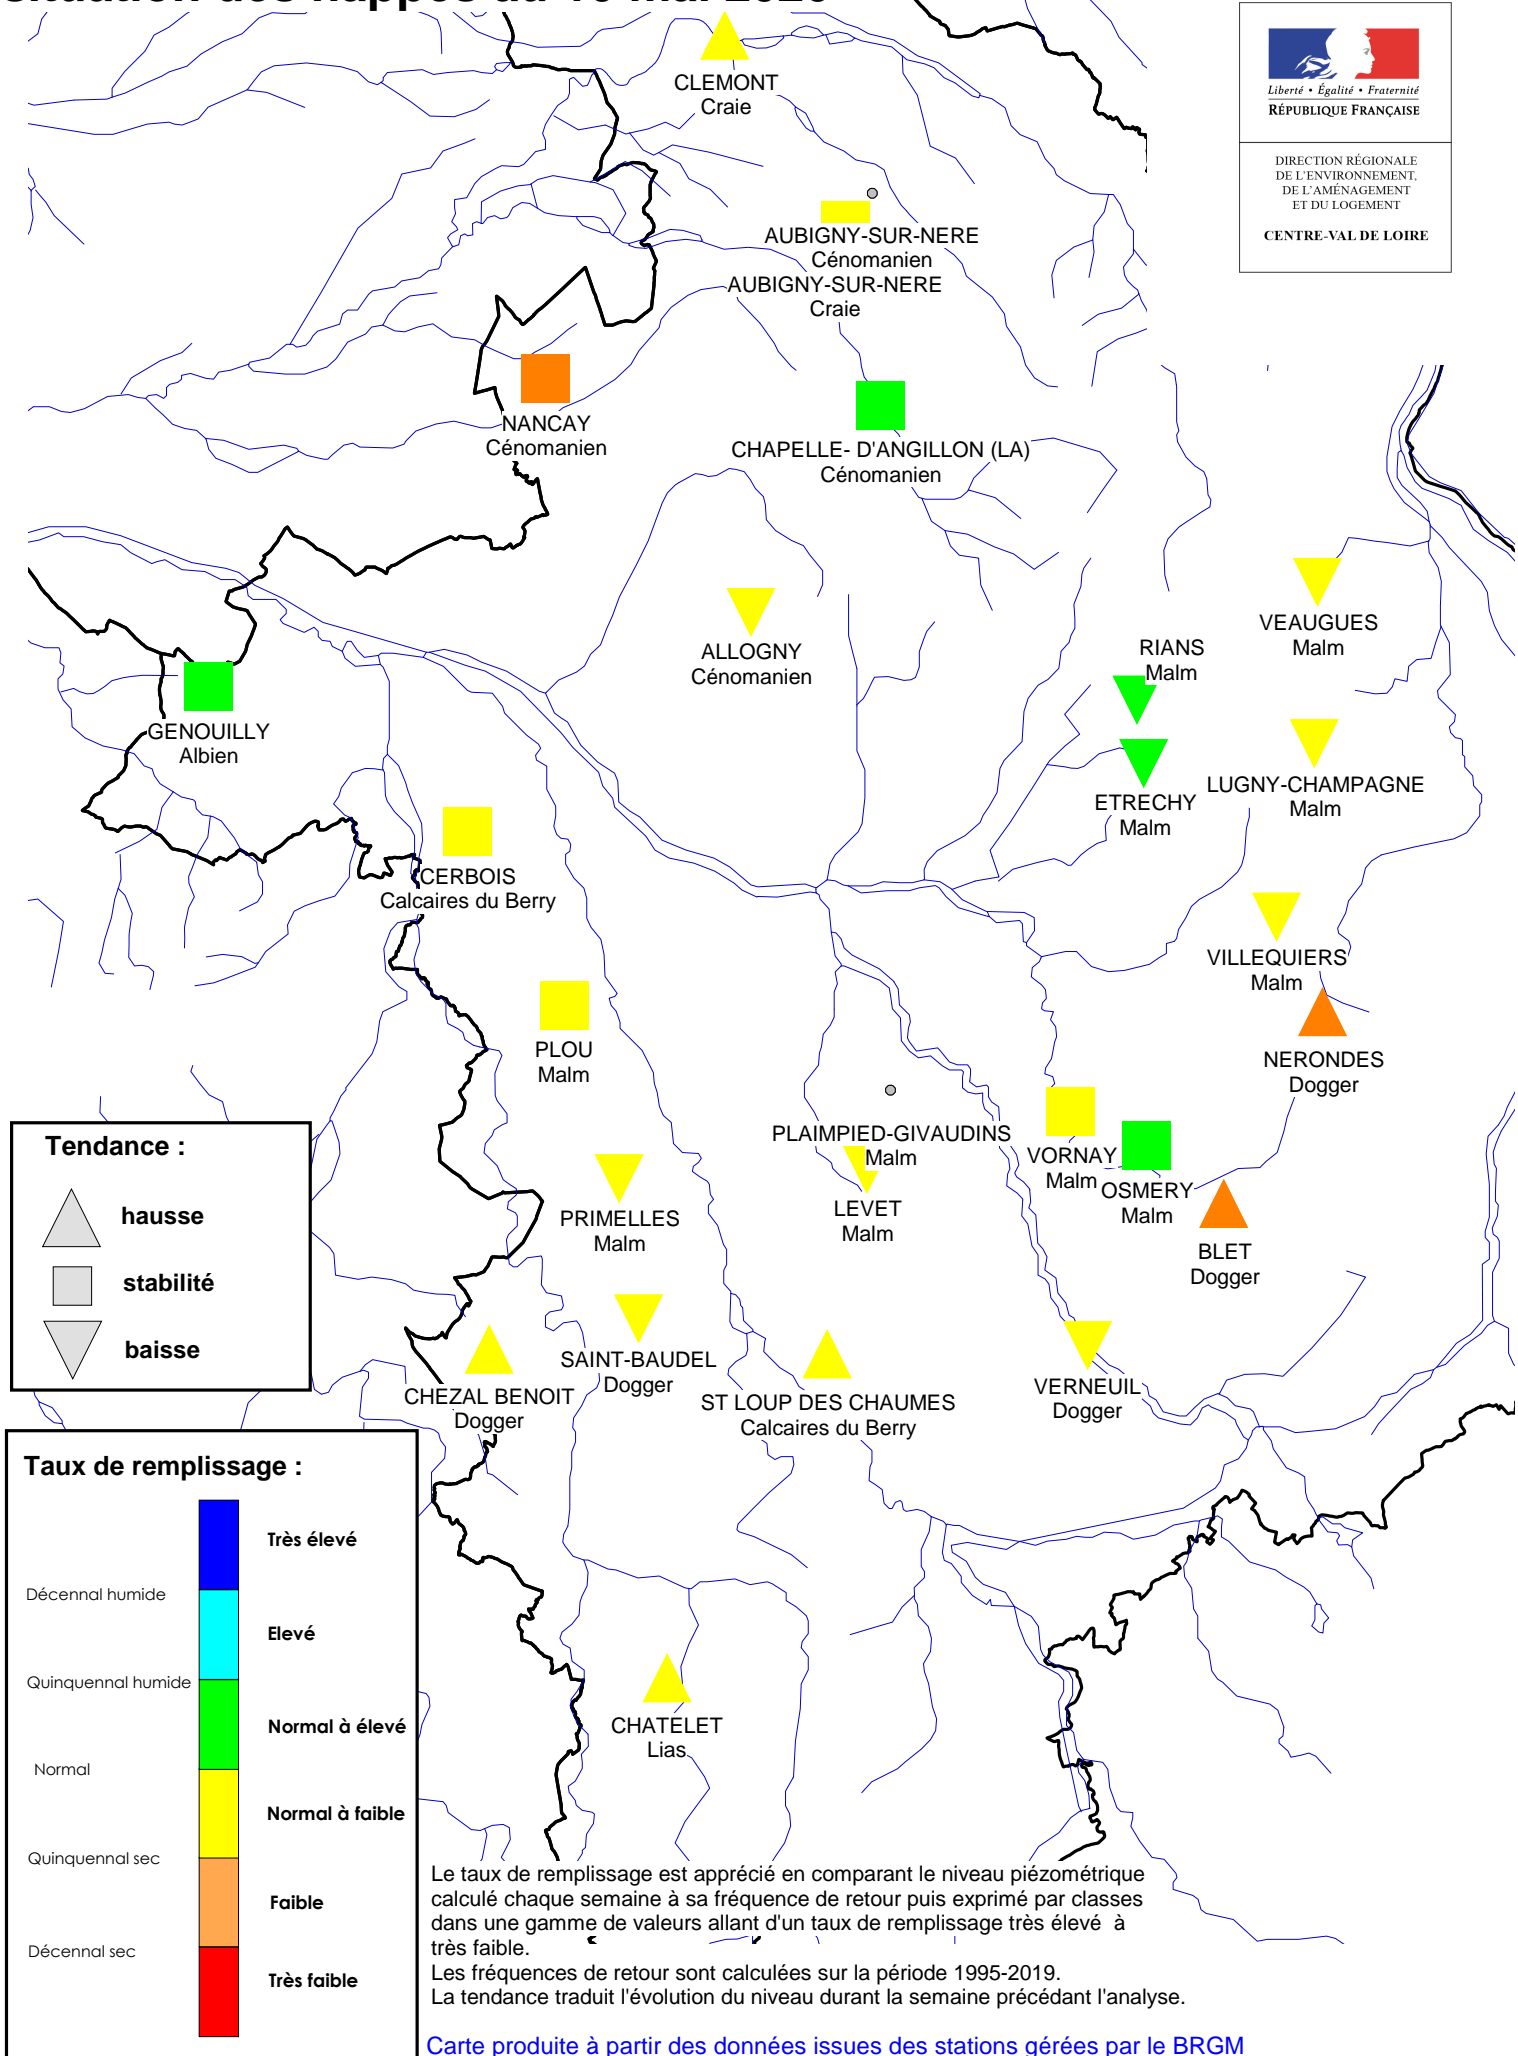 situation des nappes au 10 mai 2020
Liberté • Égalité • Fraternité
RÉPUBLIQUE FRANÇAISE
DIRECTION RÉGIONALE
DE L'ENVIRONNEMENT,
DE L'AMÉNAGEMENT
ET DU LOGEMENT
CENTRE-VAL DE LOIRE
CLEMONT
Craie
AUBIGNY-SUR-NERE
Cénomanien
AUBIGNY-SUR-NERE
Craie
NANCAY
Cénomanien
CHAPELLE- D'ANGILLON (LA)
Cénomanien
VEAUGUES
Malm
RIANS
Malm
ALLOGNY
Cénomanien
GENOUILLY
Albien
LUGNY-CHAMPAGNE
Malm
ETRECHY
Malm
CERBOIS
Calcaires du Berry
VILLEQUIERS
Malm
PLOU
Malm
NERONDES
Dogger
PLAIMPIED-GIVAUDINS
Malm
VORNAY
Malm
OSMERY
Malm
LEVET
Malm
PRIMELLES
Malm
BLET
Dogger
SAINT-BAUDEL
Dogger
CHEZAL BENOIT
Dogger
ST LOUP DES CHAUMES
Calcaires du Berry
VERNEUIL
Dogger
CHATELET
Lias
Tendance :
hausse
stabilité
baisse
Taux de remplissage :
Très élevé
Décennal humide
Elevé
Quinquennal humide
Normal à élevé
Normal
Normal à faible
Quinquennal sec
Faible
Décennal sec
Très faible
Le taux de remplissage est apprécié en comparant le niveau piézométrique
calculé chaque semaine à sa fréquence de retour puis exprimé par classes
dans une gamme de valeurs allant d'un taux de remplissage très élevé à
très faible.
Les fréquences de retour sont calculées sur la période 1995-2019.
La tendance traduit l'évolution du niveau durant la semaine précédant l'analyse.
Carte produite à partir des données issues des stations gérées par le BRGM